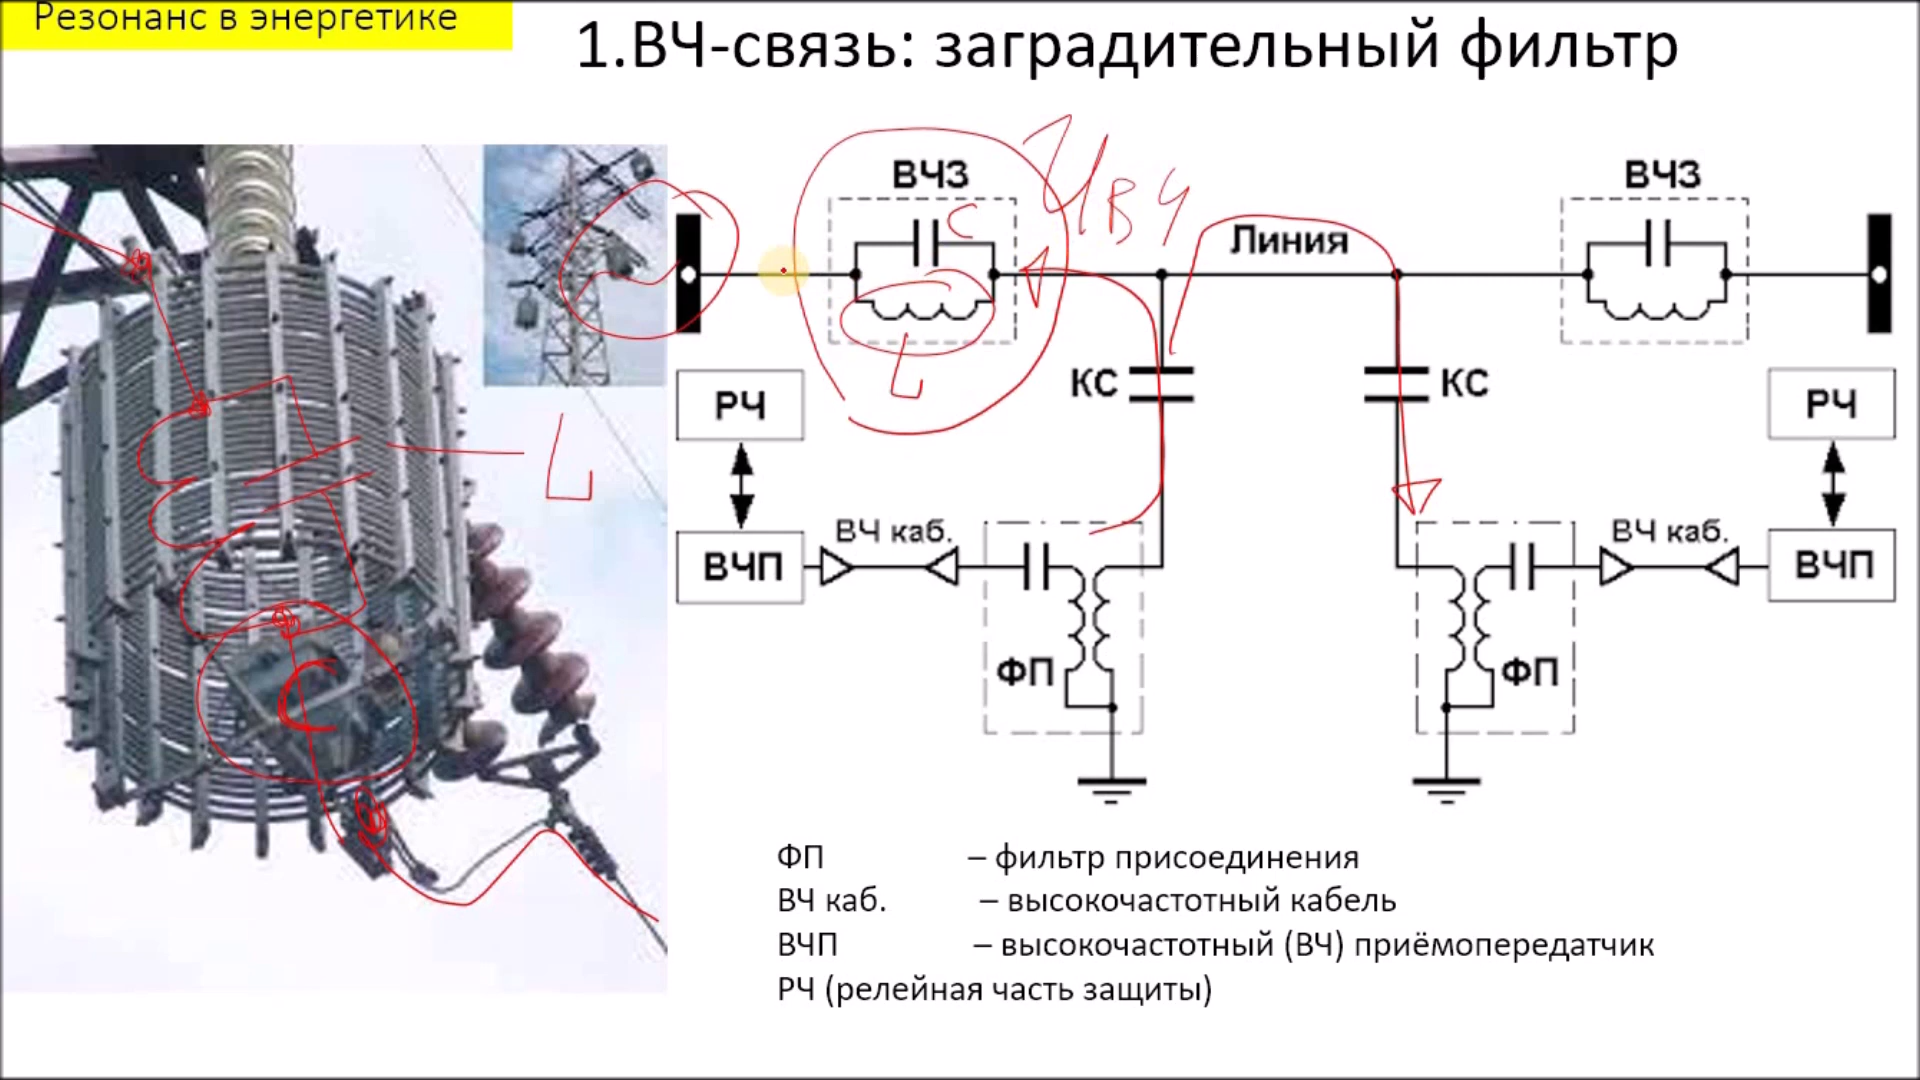 Резонанс в энергетике
1.ВЧ-связь: заградительный фильтр
ВЧЗ
ВЧЗ
UВЧ
C
Линия
L
L
КС
КС
РЧ
РЧ
ВЧ каб.
ВЧ каб.
ВЧП
ВЧП
ФП
ФП
C
ФП – фильтр присоединения
ВЧ каб. – высокочастотный кабель
ВЧП – высокочастотный (ВЧ) приёмопередатчик
РЧ (релейная часть защиты)